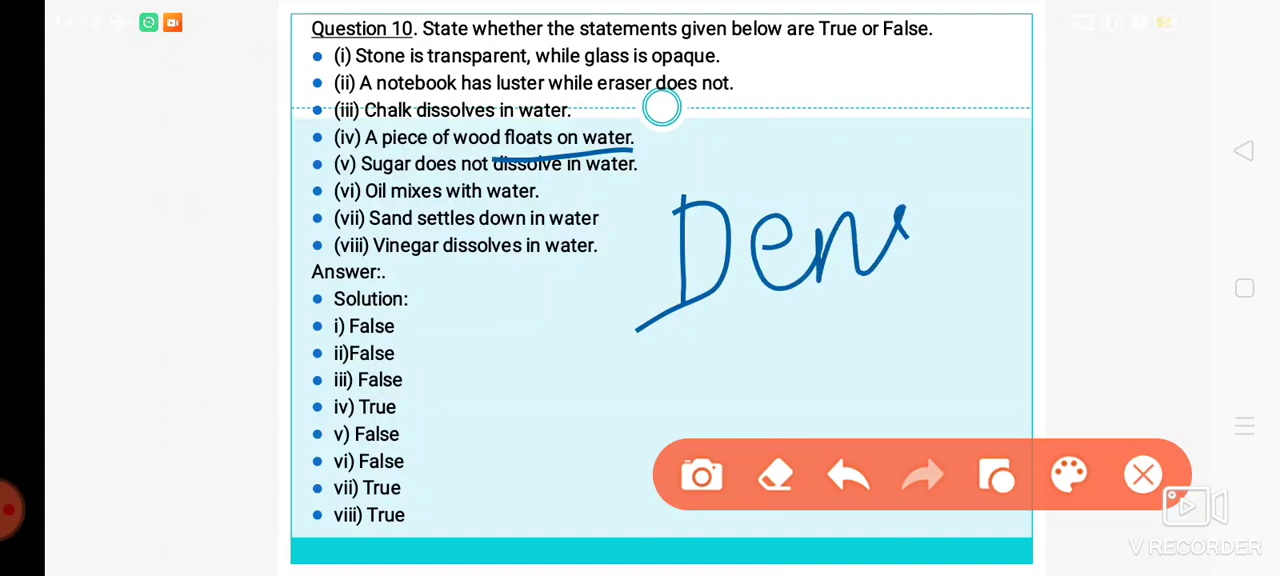 14:14
Question 10. State whether the statements given below are True or False.
(i) Stone is transparent, while glass is opaque.
(ii) A notebook has luster while eraser does not.
(iii) Chalk dissolves in water.
(iv) A piece of wood floats on water.
(v) Sugar does not dissolve in water.
(vi) Oil mixes with water.
(vii) Sand settles down in water
(viii) Vinegar dissolves in water.
Den
Answer:.
Solution:
i) False
ii)False
iii) False
iv) True
v) False
vi) False
vii) True
viii) True
V RECORDER